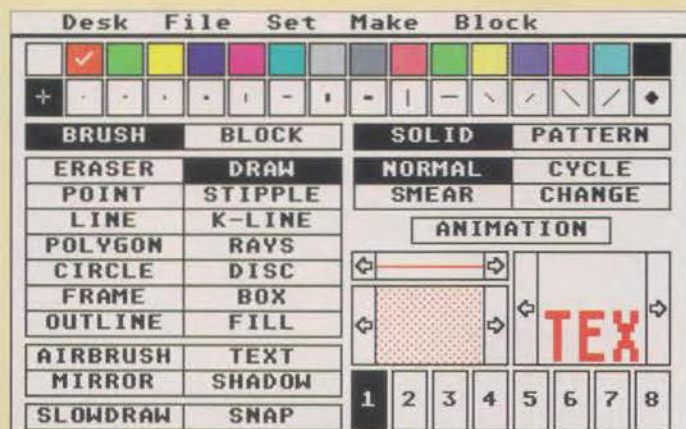 Desk File Set Make Block
BRUSH BLOCK SOLID PATTERN
ERASER DRAW NORMAL CYCLE
POINT STIPPLE SMEAR CHANGE
LINE K-LINE ANIMATION
POLYGON RAYS
CIRCLE DISC
FRAME BOX
OUTLINE FILL
TEX
AIRBRUSH TEXT
MIRROR SHADOW
1 2 3 4 5 6 7 8
SLOWDRAW SNAP